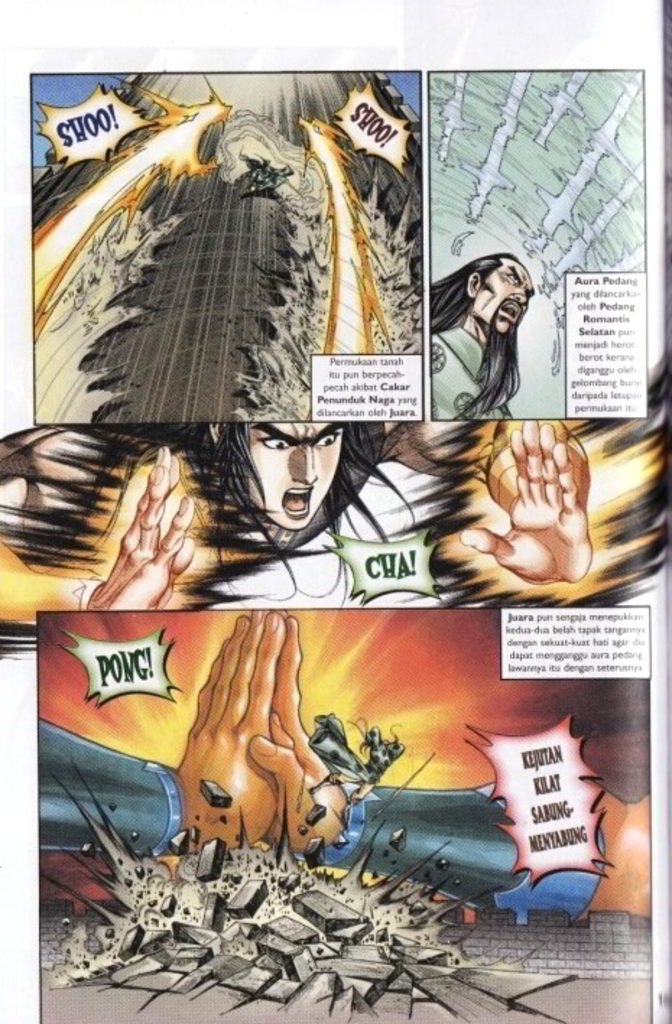 SHOO!
SHOO!
Permukaan tanah
itu pun berpecah-
pecah akibat Cakar
Penunduk Naga yang
dilancarkan oleh Juara.
Aura Pedang
yang dilancarkan
oleh Pedang
Romantis
Selatan pun
menjadi herot
berot kerana
diganggu oleh
gelombang bunyi
daripada letupan
permukaan itu
CHA!
Juara pun sengaja menepukkan
kedua-dua belah tapak tangannya
dengan sekuat-kuat hati agar dia
dapat mengganggu aura pedang
lawannya itu dengan seterusnya
PONG!
KEJUTAN
KILAT
SABUNG-
MENYABUNG